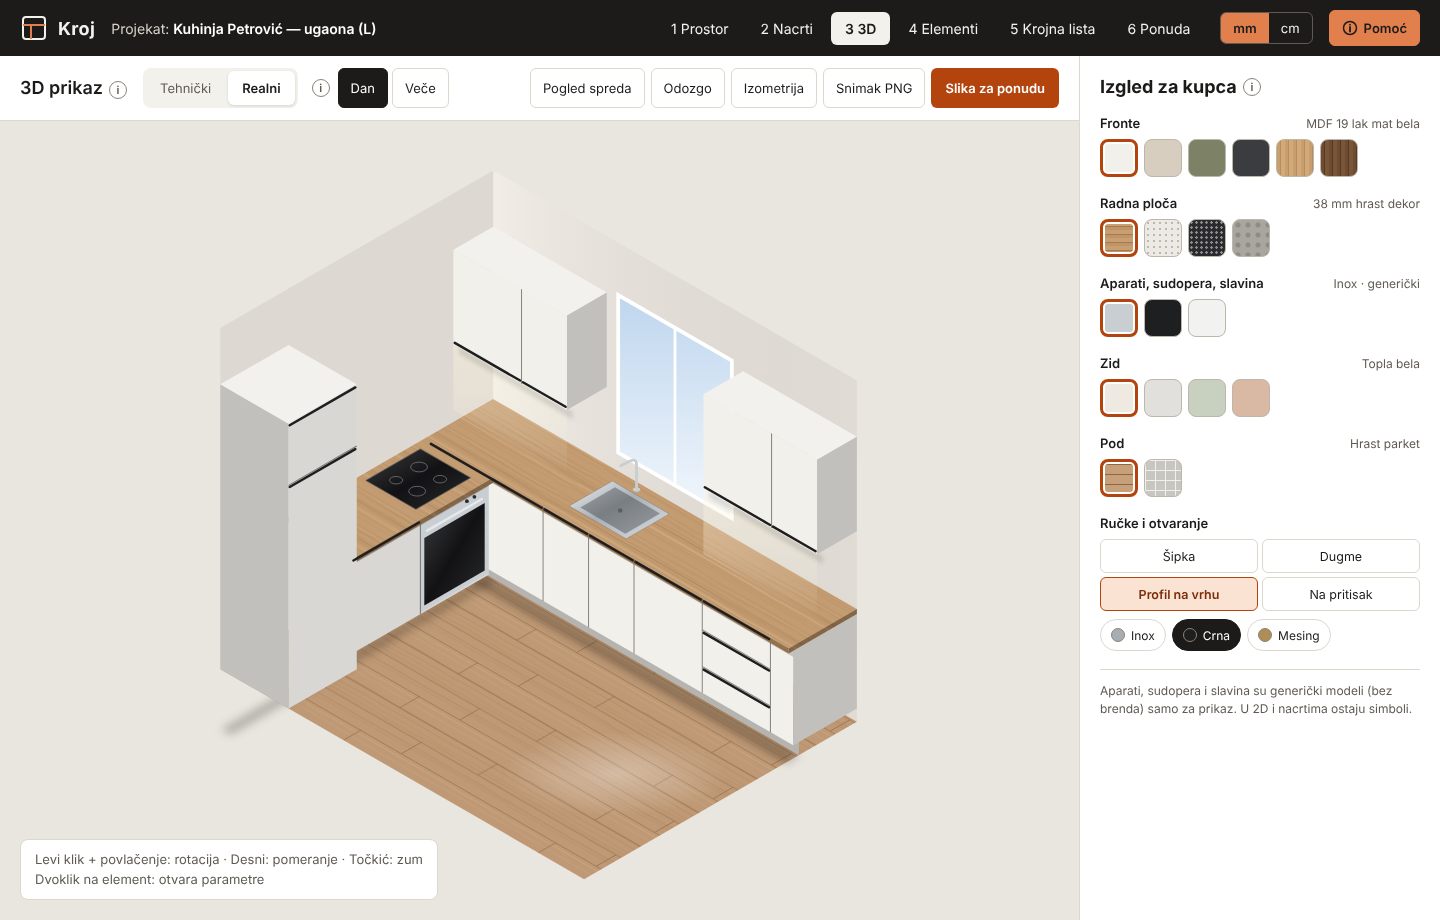 Kroj
Projekat: Kuhinja Petrović — ugaona (L)
1 Prostor
2 Nacrti
3 3D
4 Elementi
5 Krojna lista
6 Ponuda
mm
cm
Pomoć
3D prikaz
Tehnički
Realni
Dan
Veče
Pogled spreda
Odozgo
Izometrija
Snimak PNG
Slika za ponudu
Levi klik + povlačenje: rotacija · Desni: pomeranje · Točkić: zum
Dvoklik na element: otvara parametre
Izgled za kupca
Fronte
MDF 19 lak mat bela
Radna ploča
38 mm hrast dekor
Aparati, sudopera, slavina
Inox · generički
Zid
Topla bela
Pod
Hrast parket
Ručke i otvaranje
Šipka
Dugme
Profil na vrhu
Na pritisak
Inox
Crna
Mesing
Aparati, sudopera i slavina su generički modeli (bez
brenda) samo za prikaz. U 2D i nacrtima ostaju simboli.